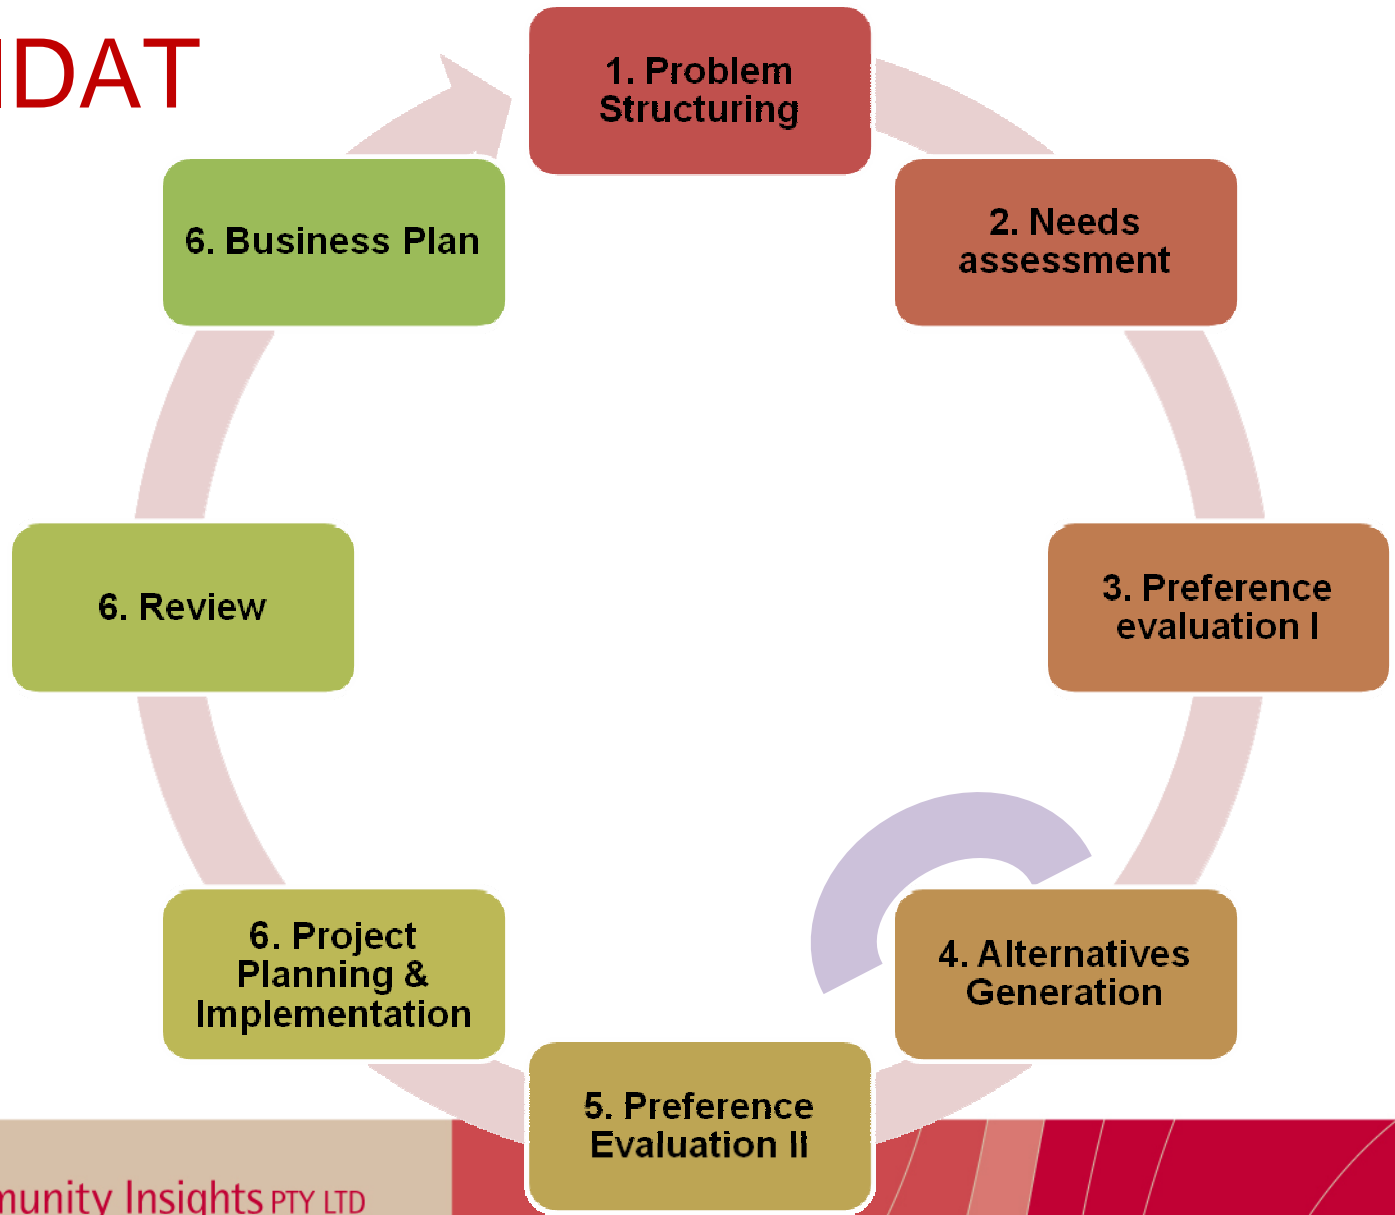 IDAT
1. Problem
Structuring
2. Needs
assessment
3. Preference
evaluation I
4. Alternatives
Generation
5. Preference
Evaluation II
6. Project
Planning &
Implementation
6. Review
6. Business Plan
munity Insights PTY LTD